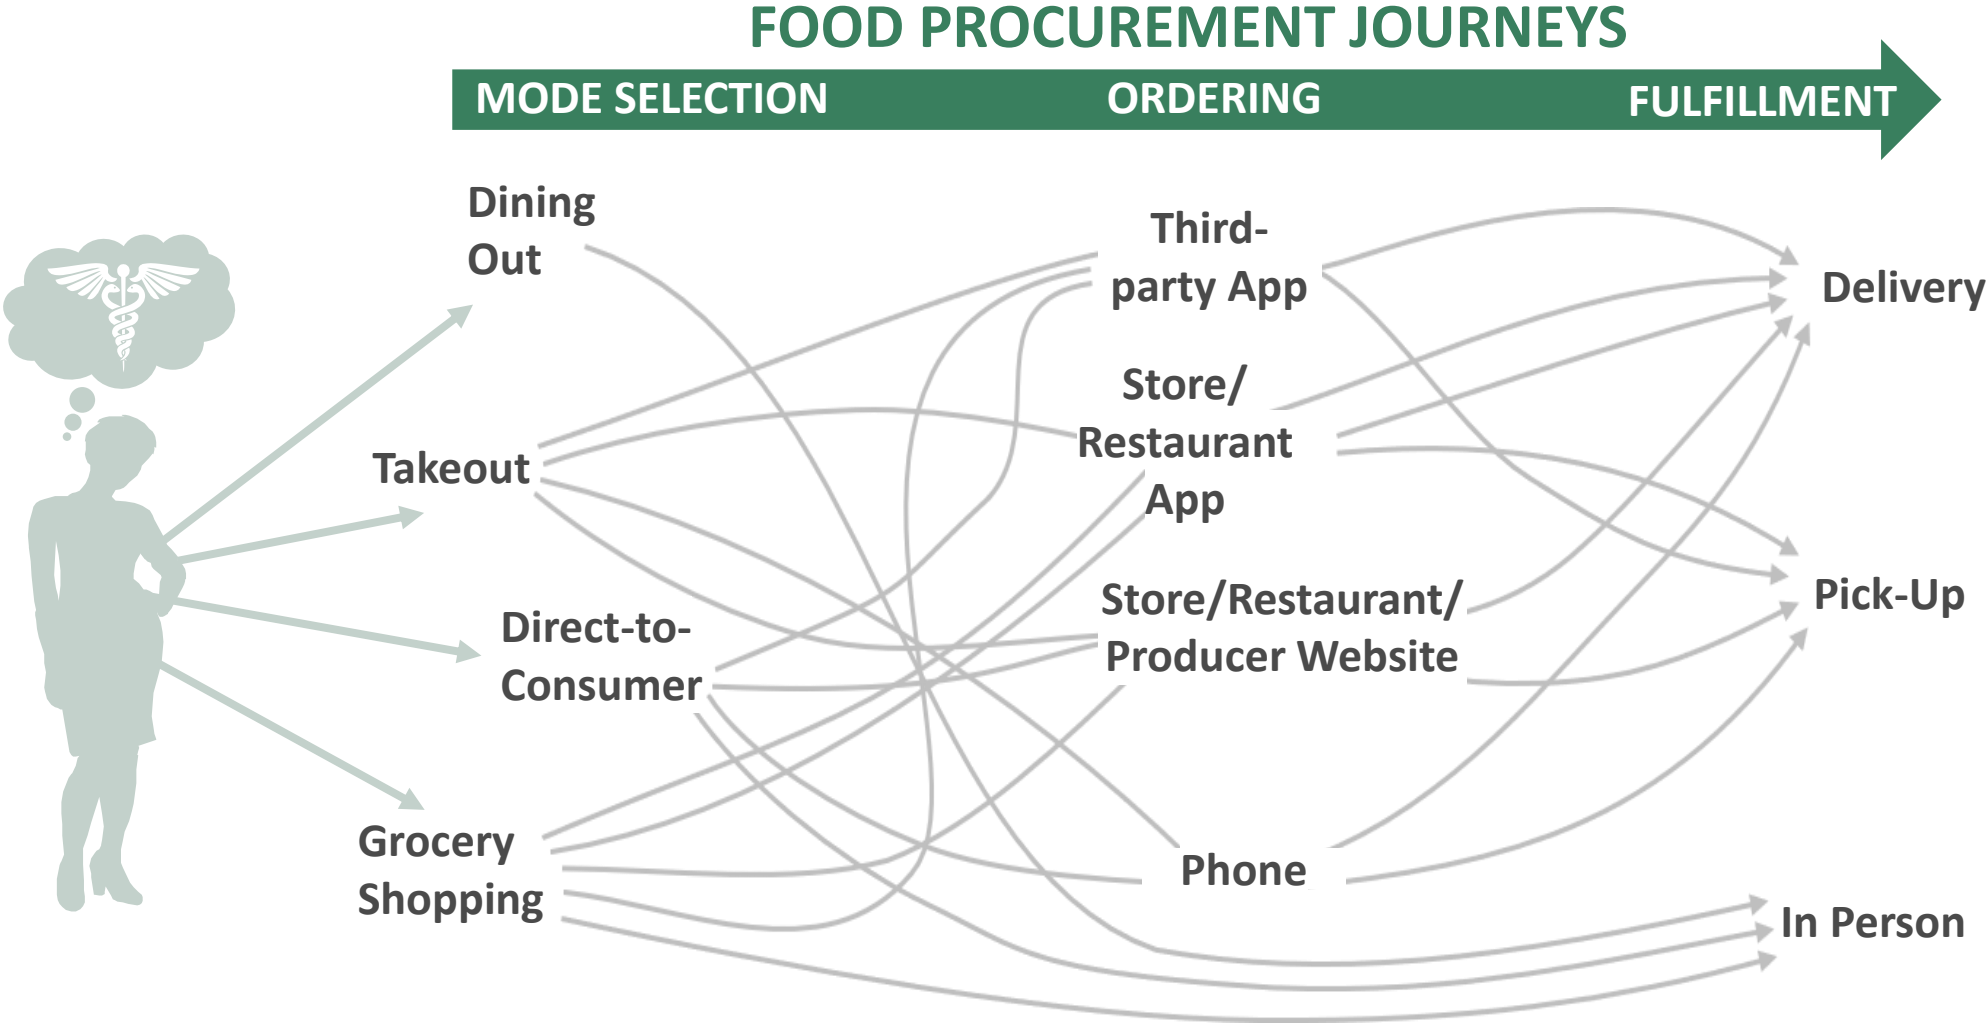 FOOD PROCUREMENT JOURNEYS
MODE SELECTION
ORDERING
FULFILLMENT
Dining
Out
Takeout
Direct-to-
Consumer
Grocery
Shopping
Third-
party App
Store/
Restaurant
App
Store/Restaurant/
Producer Website
Phone
Delivery
Pick-Up
In Person